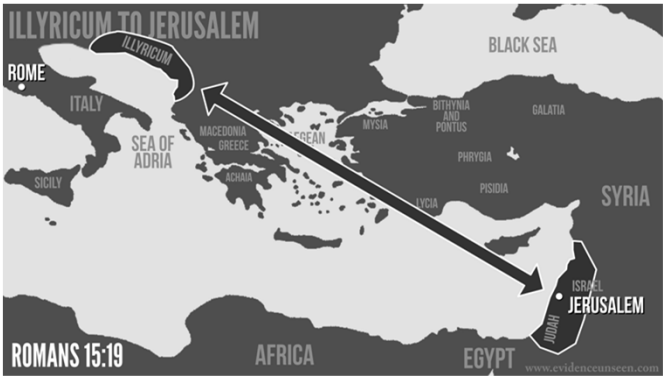 ILLYRICUM TO JERUSALEM
ILLYRICUM
BLACK SEA
ROME
ITALY
BITHYNIA
AND
PONTUS
GALATIA
MACEDONIA
GREECE
AEGEAN
MYSIA
SEA OF
ADRIA
PHRYGIA
SICILY
ACHAIA
PISIDIA
LYCIA
SYRIA
ISRAEL
JERUSALEM
JUDAH
ROMANS 15:19
AFRICA
EGYPT
www.evidenceunseen.com